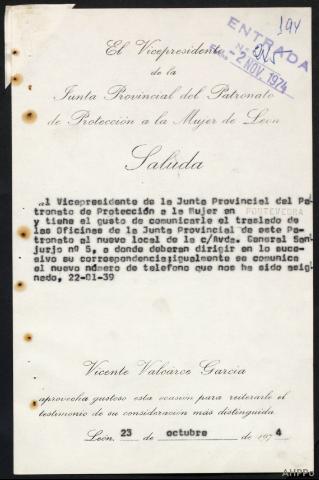 194
ENTRADA
-2 NOV. 1974
El Vicepresidente
de la
Junta Provincial del Patronato
de Protección a la Mujer de León
Saluda
al Vicepresidente de la Junta Provincial del Pa-
tronato de Protección a la Mujer en PONTEVEDRA
y tiene el gusto de comunicarle el traslado de
las Oficinas de la Junta Provincial de este Pa-
tronato al nuevo local de la c/Avda. General San-
jurjo nº 5, a donde deberan dirigir en lo suce-
sivo su correspondencia; igualmente se comunica
el nuevo número de telefono que nos ha sido asig-
nado, 22-01-39
Vicente Valcarce García
aprovecha gustoso esta ocasión para reiterarle el
testimonio de su consideración más distinguida
León, 23 de octubre de 1974
AHPPo